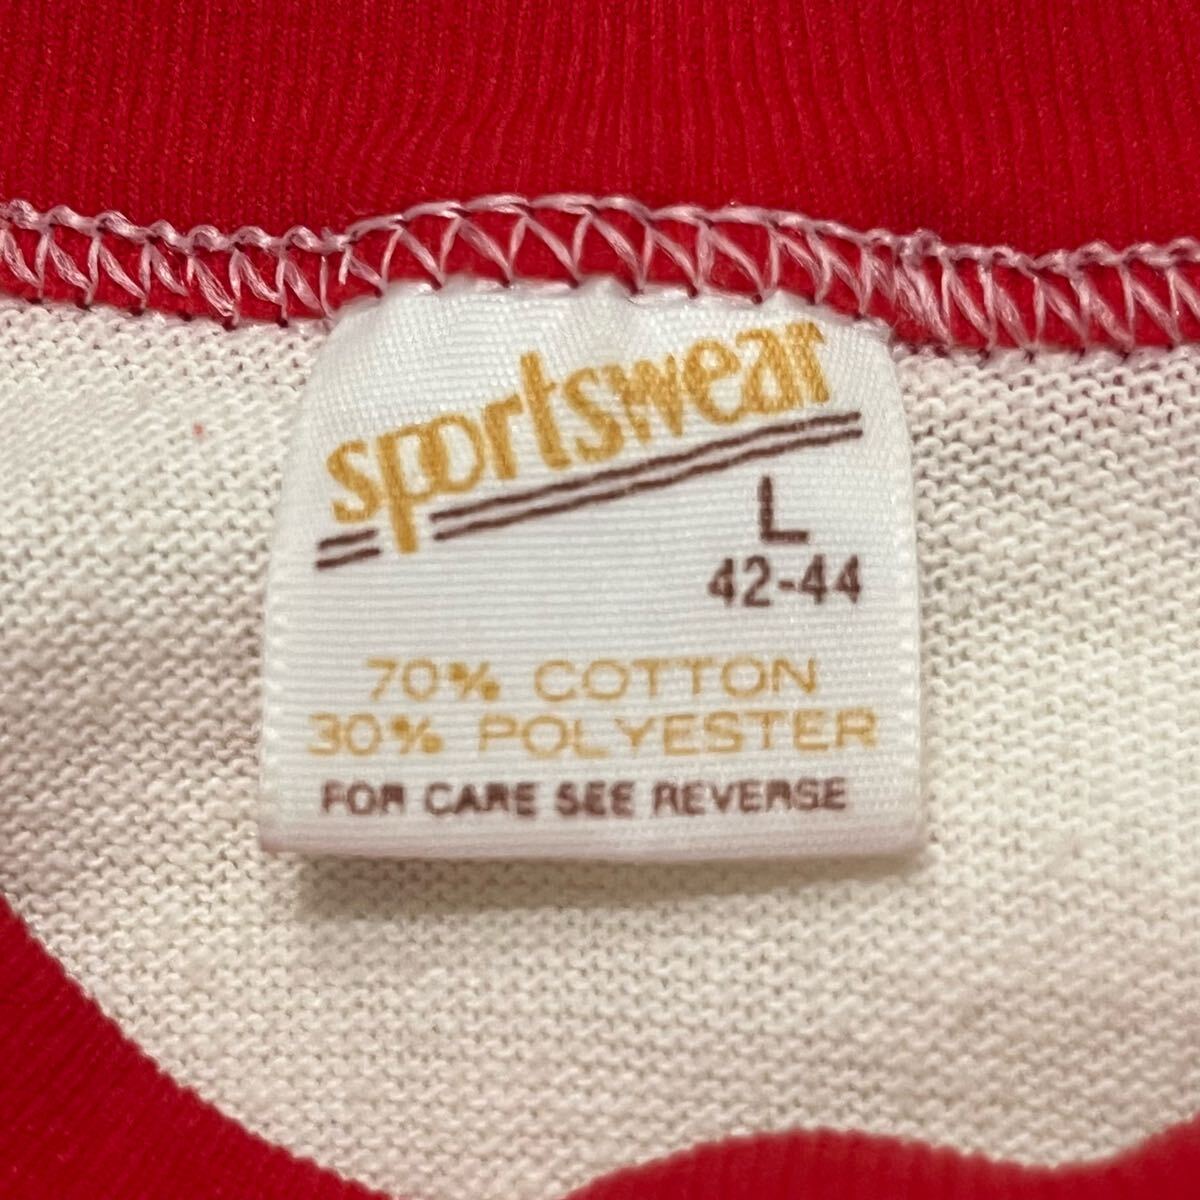 sportswear
L
42-44
70% COTTON
30% POLYESTER
FOR CARE SEE REVERSE